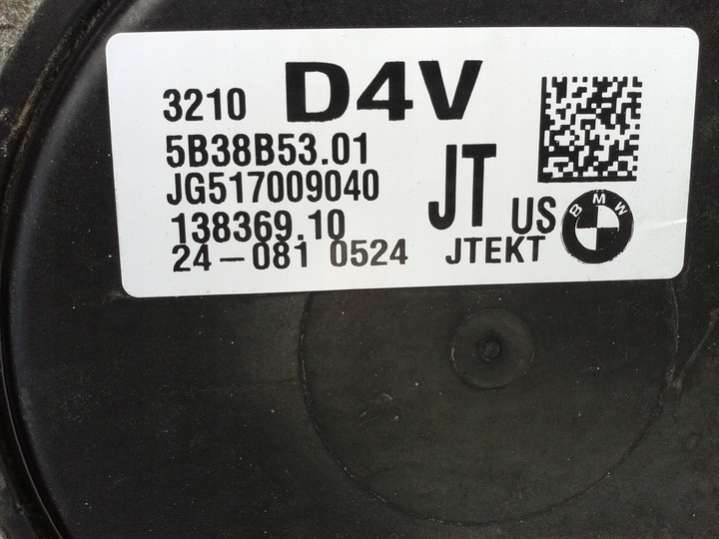 3210 D4V
5B38B53.01
JG517009040
138369.10
24-081 0524
JT
US
JTEKT
BMW